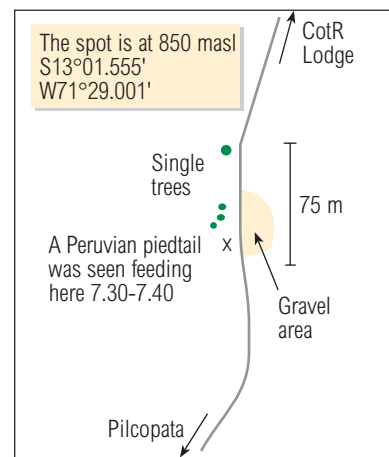 The spot is at 850 masl
S13°01.555'
W71°29.001'
CotR
Lodge
Single
trees
75 m
A Peruvian piedtail
was seen feeding
here 7.30-7.40
x
Gravel
area
Pilcopata